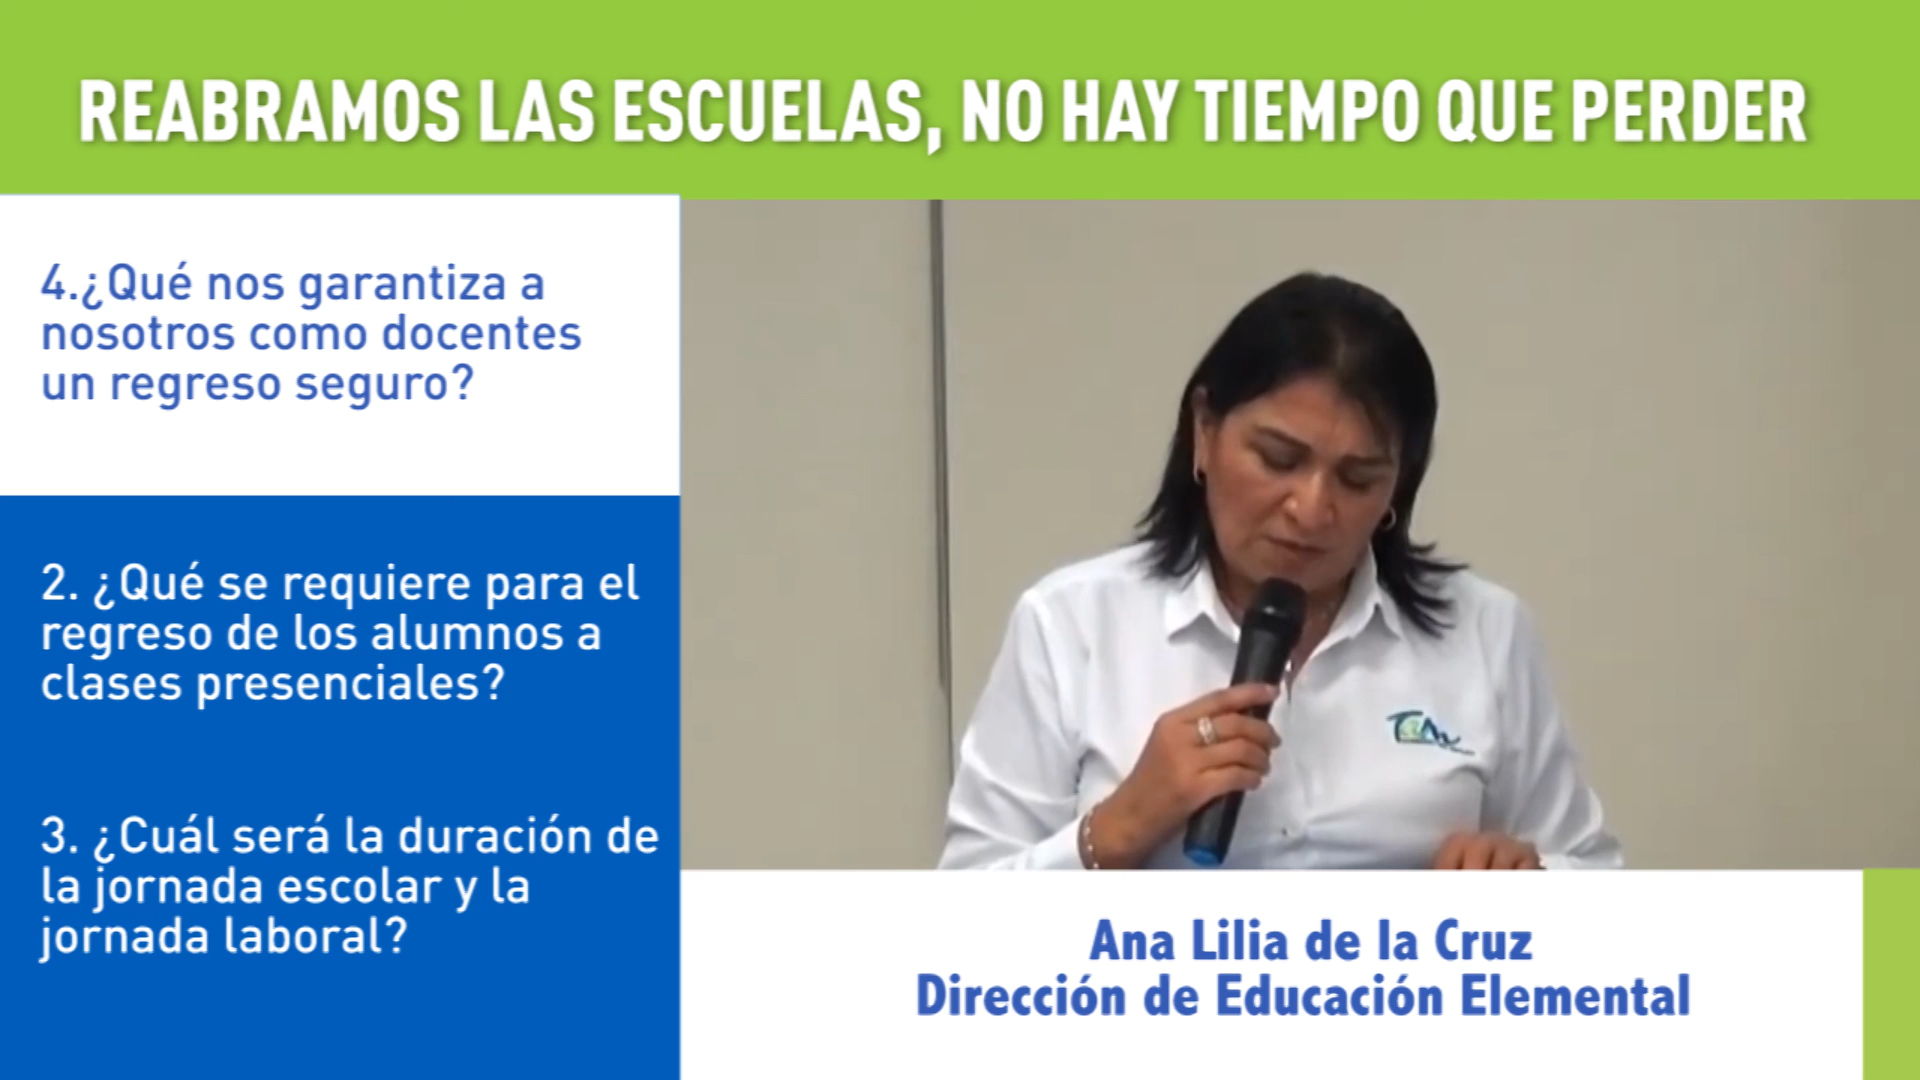 REABRAMOS LAS ESCUELAS, NO HAY TIEMPO QUE PERDER
4.¿Qué nos garantiza a
nosotros como docentes
un regreso seguro?
2. ¿Qué se requiere para el
regreso de los alumnos a
clases presenciales?
3. ¿Cuál será la duración de
la jornada escolar y la
jornada laboral?
Tam
Ana Lilia de la Cruz
Dirección de Educación Elemental